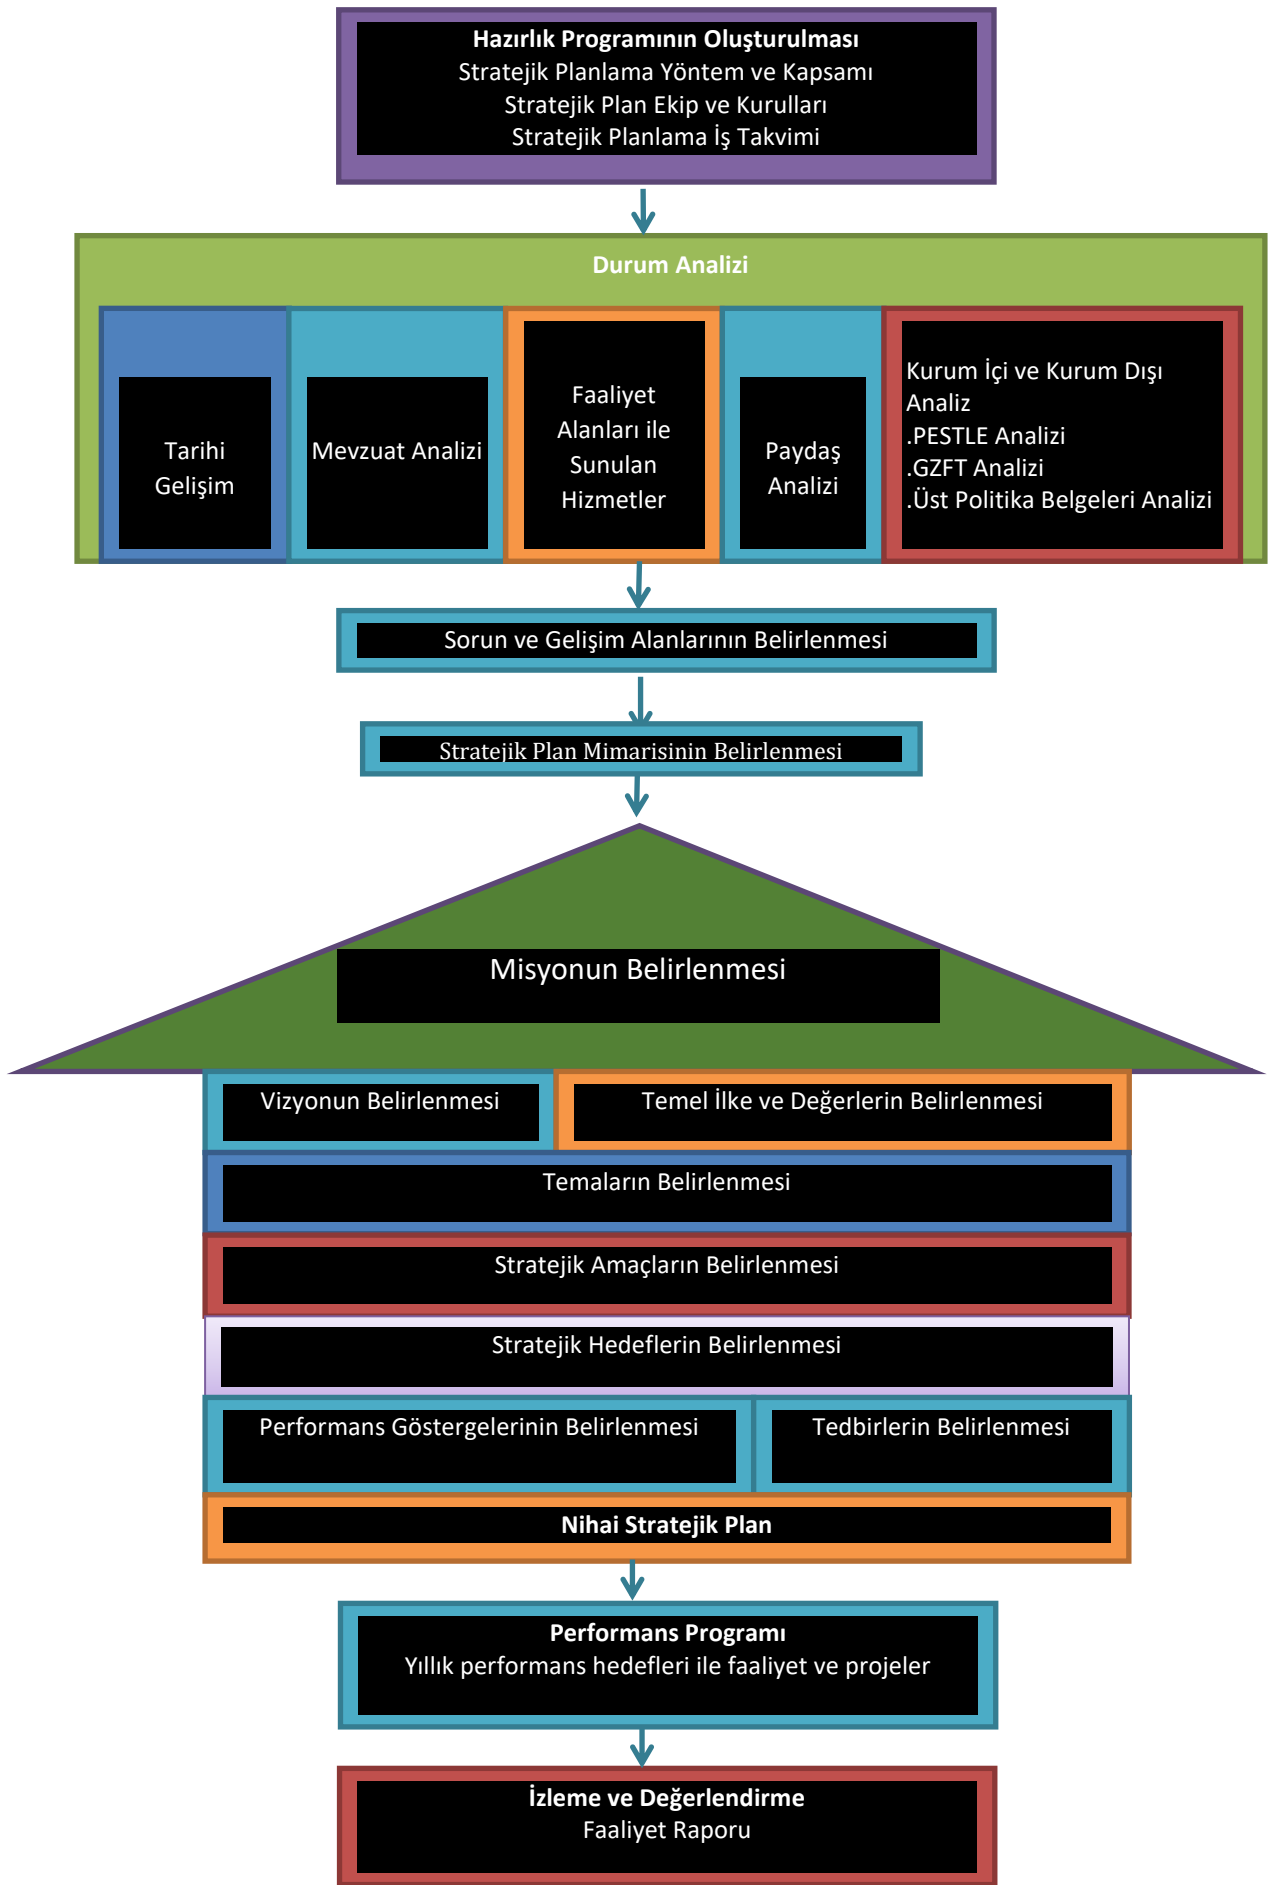 Hazırlık Programının Oluşturulması
Stratejik Planlama Yöntem ve Kapsamı
Stratejik Plan Ekip ve Kurulları
Stratejik Planlama İş Takvimi
Durum Analizi
Tarihi
Gelişim
Mevzuat Analizi
Faaliyet
Alanları ile
Sunulan
Hizmetler
Paydaş
Analizi
Kurum İçi ve Kurum Dışı
Analiz
.PESTLE Analizi
.GZFT Analizi
.Üst Politika Belgeleri Analizi
Sorun ve Gelişim Alanlarının Belirlenmesi
Stratejik Plan Mimarisinin Belirlenmesi
Misyonun Belirlenmesi
Vizyonun Belirlenmesi
Temel İlke ve Değerlerin Belirlenmesi
Temaların Belirlenmesi
Stratejik Amaçların Belirlenmesi
Stratejik Hedeflerin Belirlenmesi
Performans Göstergelerinin Belirlenmesi
Tedbirlerin Belirlenmesi
Nihai Stratejik Plan
Performans Programı
Yıllık performans hedefleri ile faaliyet ve projeler
İzleme ve Değerlendirme
Faaliyet Raporu